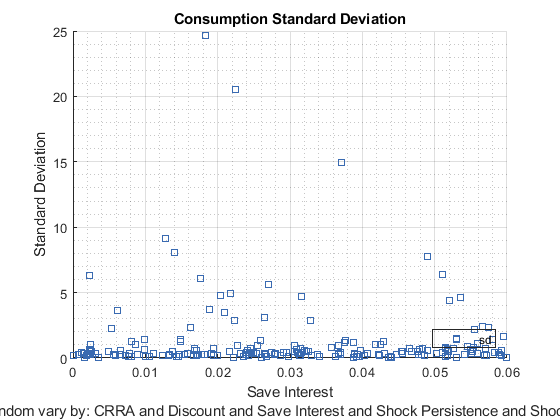 Consumption Standard Deviation
25
20
15
10
5
0
Standard Deviation
sd
0 0.01 0.02 0.03 0.04 0.05 0.06
Save Interest
ndom vary by: CRRA and Discount and Save Interest and Shock Persistence and Sho